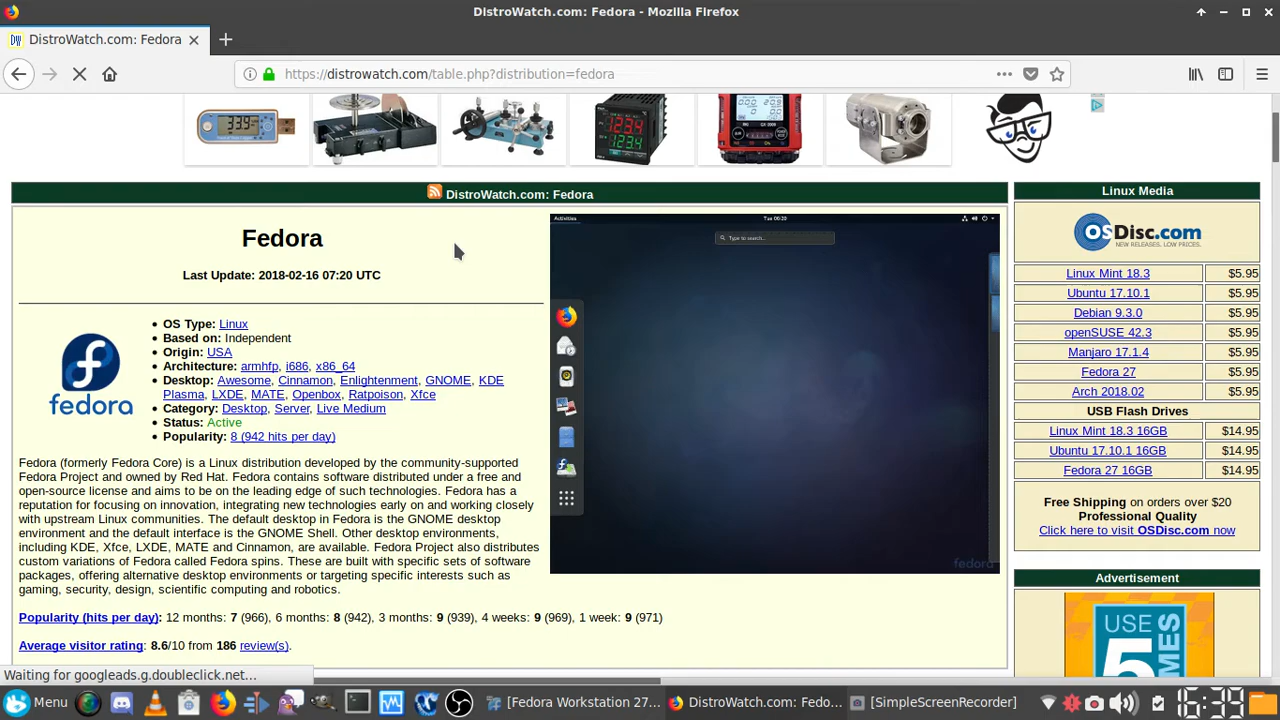 DistroWatch.com: Fedora - Mozilla Firefox
DW DistroWatch.com: Fedora
https://distrowatch.com/table.php?distribution=fedora
DistroWatch.com: Fedora
Fedora
Last Update: 2018-02-16 07:20 UTC
fedora
• OS Type: Linux
• Based on: Independent
• Origin: USA
• Architecture: armhfp, i686, x86_64
• Desktop: Awesome, Cinnamon, Enlightenment, GNOME, KDE
Plasma, LXDE, MATE, Openbox, Ratpoison, Xfce
• Category: Desktop, Server, Live Medium
• Status: Active
• Popularity: 8 (942 hits per day)
Fedora (formerly Fedora Core) is a Linux distribution developed by the community-supported
Fedora Project and owned by Red Hat. Fedora contains software distributed under a free and
open-source license and aims to be on the leading edge of such technologies. Fedora has a
reputation for focusing on innovation, integrating new technologies early on and working closely
with upstream Linux communities. The default desktop in Fedora is the GNOME desktop
environment and the default interface is the GNOME Shell. Other desktop environments,
including KDE, Xfce, LXDE, MATE and Cinnamon, are available. Fedora Project also distributes
custom variations of Fedora called Fedora spins. These are built with specific sets of software
packages, offering alternative desktop environments or targeting specific interests such as
gaming, security, design, scientific computing and robotics.
Popularity (hits per day): 12 months: 7 (966), 6 months: 8 (942), 3 months: 9 (939), 4 weeks: 9 (969), 1 week: 9 (971)
Average visitor rating: 8.6/10 from 186 review(s).
Activities
Tue 00:20
Type to search...
fedora
Linux Media
OSDisc.com
NEW RELEASES. LOW PRICES.
Linux Mint 18.3 $5.95
Ubuntu 17.10.1 $5.95
Debian 9.3.0 $5.95
openSUSE 42.3 $5.95
Manjaro 17.1.4 $5.95
Fedora 27 $5.95
Arch 2018.02 $5.95
USB Flash Drives
Linux Mint 18.3 16GB $14.95
Ubuntu 17.10.1 16GB $14.95
Fedora 27 16GB $14.95
Free Shipping on orders over $20
Professional Quality
Click here to visit OSDisc.com now
Advertisement
USE
5
MES
Waiting for googleads.g.doubleclick.net...
Menu
[Fedora Workstation 27...
DistroWatch.com: Fedo...
[SimpleScreenRecorder]